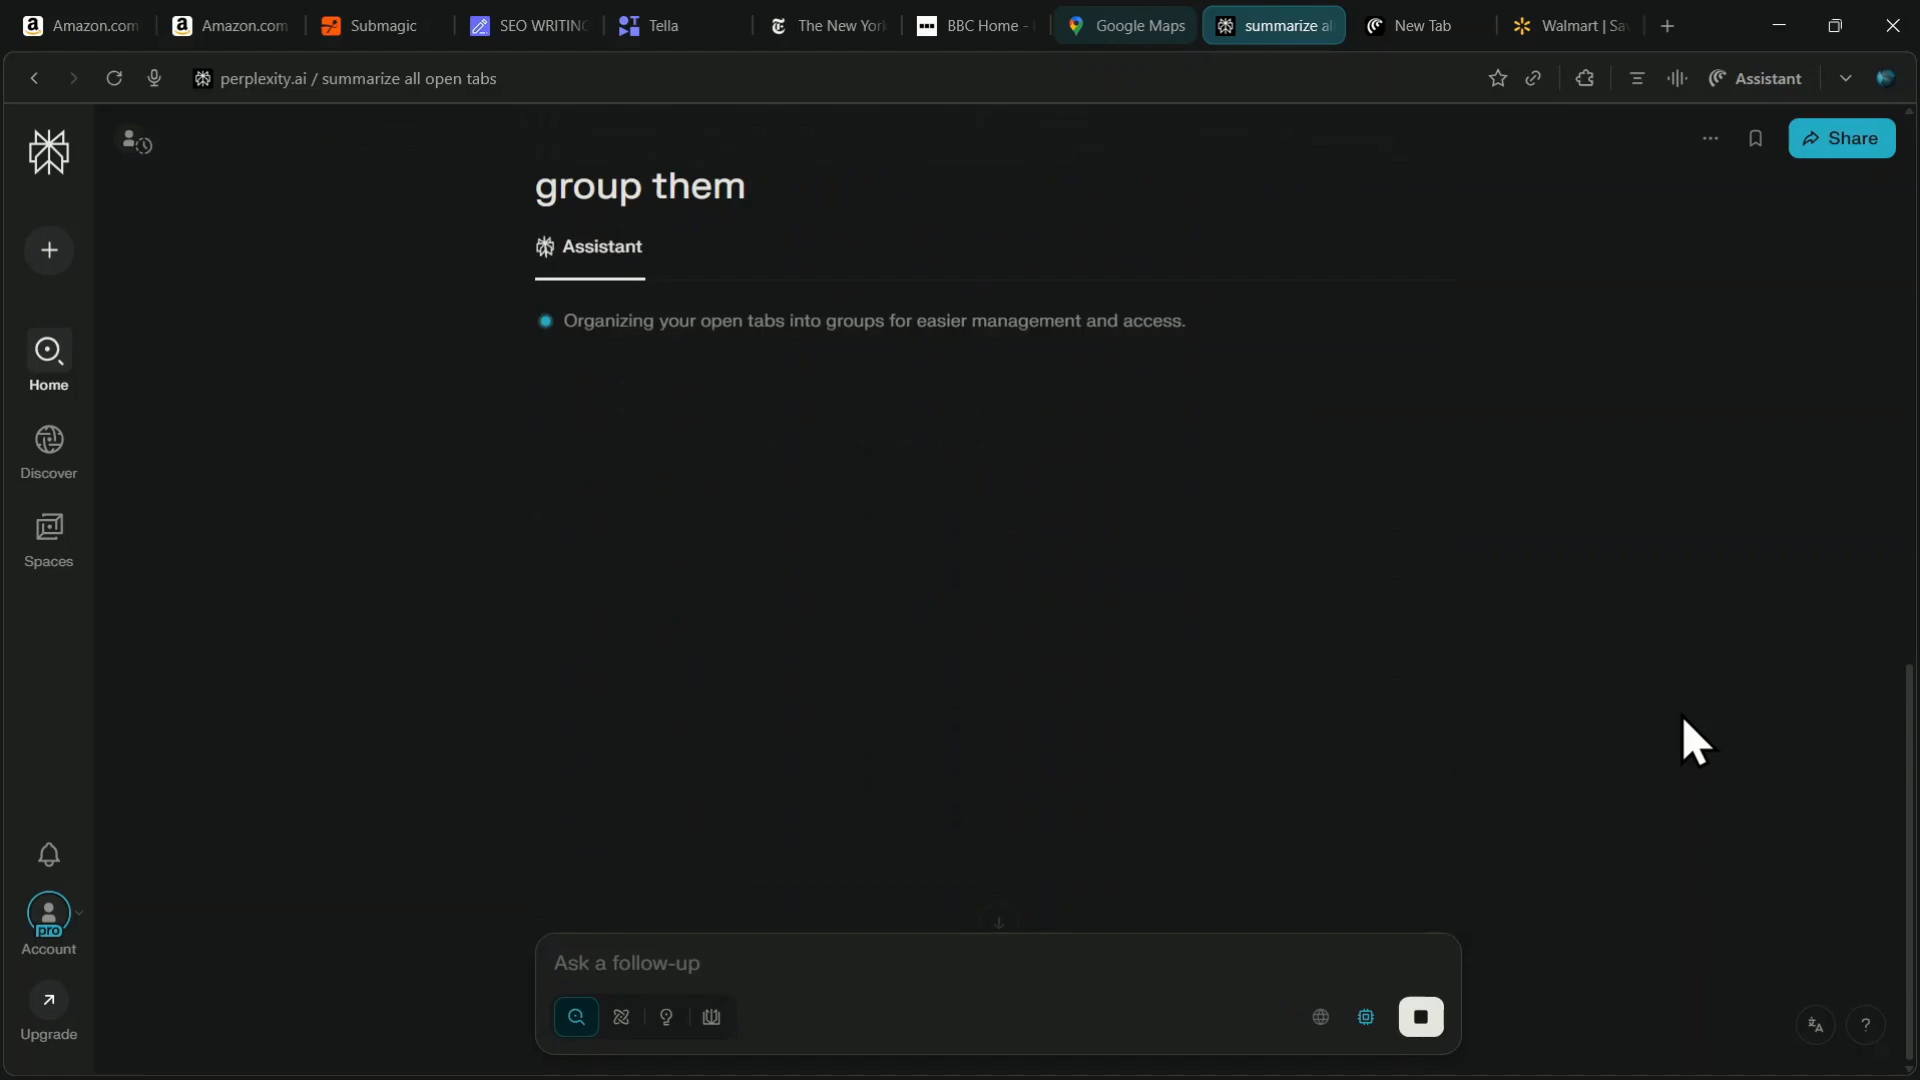 Amazon.com
Amazon.com
Submagic
SEO WRITING
Tella
The New York
BBC Home -
Google Maps
summarize al
New Tab
Walmart | Sa
perplexity.ai / summarize all open tabs
Assistant
Share
group them
Assistant
Organizing your open tabs into groups for easier management and access.
Home
Discover
Spaces
pro
Account
Upgrade
Ask a follow-up
?